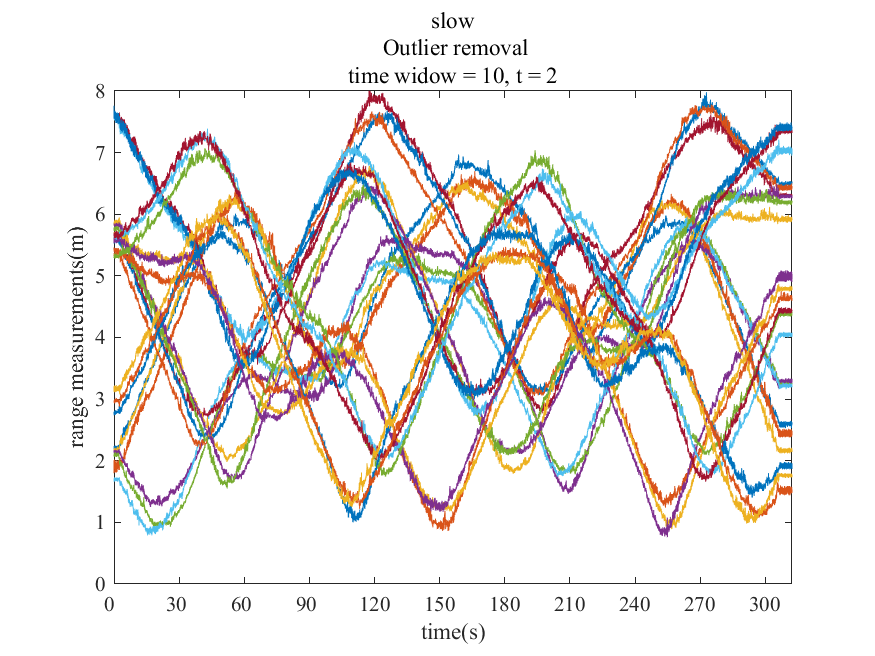 slow
Outlier removal
time widow = 10, t = 2
range measurements(m)
8
7
6
5
4
3
2
1
0
0 30 60 90 120 150 180 210 240 270 300
time(s)